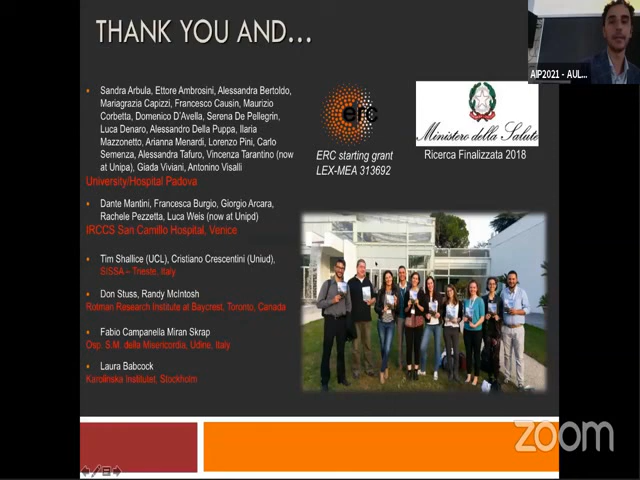 THANK YOU AND...
AIP2021 - AUL...
Sandra Arbula, Ettore Ambrosini, Alessandra Bertoldo,
Mariagrazia Capizzi, Francesco Causin, Maurizio
Corbetta, Domenico D'Avella, Serena De Pellegrin,
Luca Denaro, Alessandro Della Puppa, Ilaria
Mazzonetto, Arianna Menardi, Lorenzo Pini, Carlo
Semenza, Alessandra Tafuro, Vincenza Tarantino (now
at Unipa), Giada Viviani, Antonino Visalli
University/Hospital Padova
Dante Mantini, Francesca Burgio, Giorgio Arcara,
Rachele Pezzetta, Luca Weis (now at Unipd)
IRCCS San Camillo Hospital, Venice
Tim Shallice (UCL), Cristiano Crescentini (Uniud),
SISSA – Trieste, Italy
Don Stuss, Randy McIntosh
Rotman Research Institute at Baycrest, Toronto, Canada
Fabio Campanella Miran Skrap
Osp. S.M. della Misericordia, Udine, Italy
Laura Babcock
Karolinska Institutet, Stockholm
erc
ERC starting grant
LEX-MEA 313692
Ministero della Salute
Ricerca Finalizzata 2018
zoom